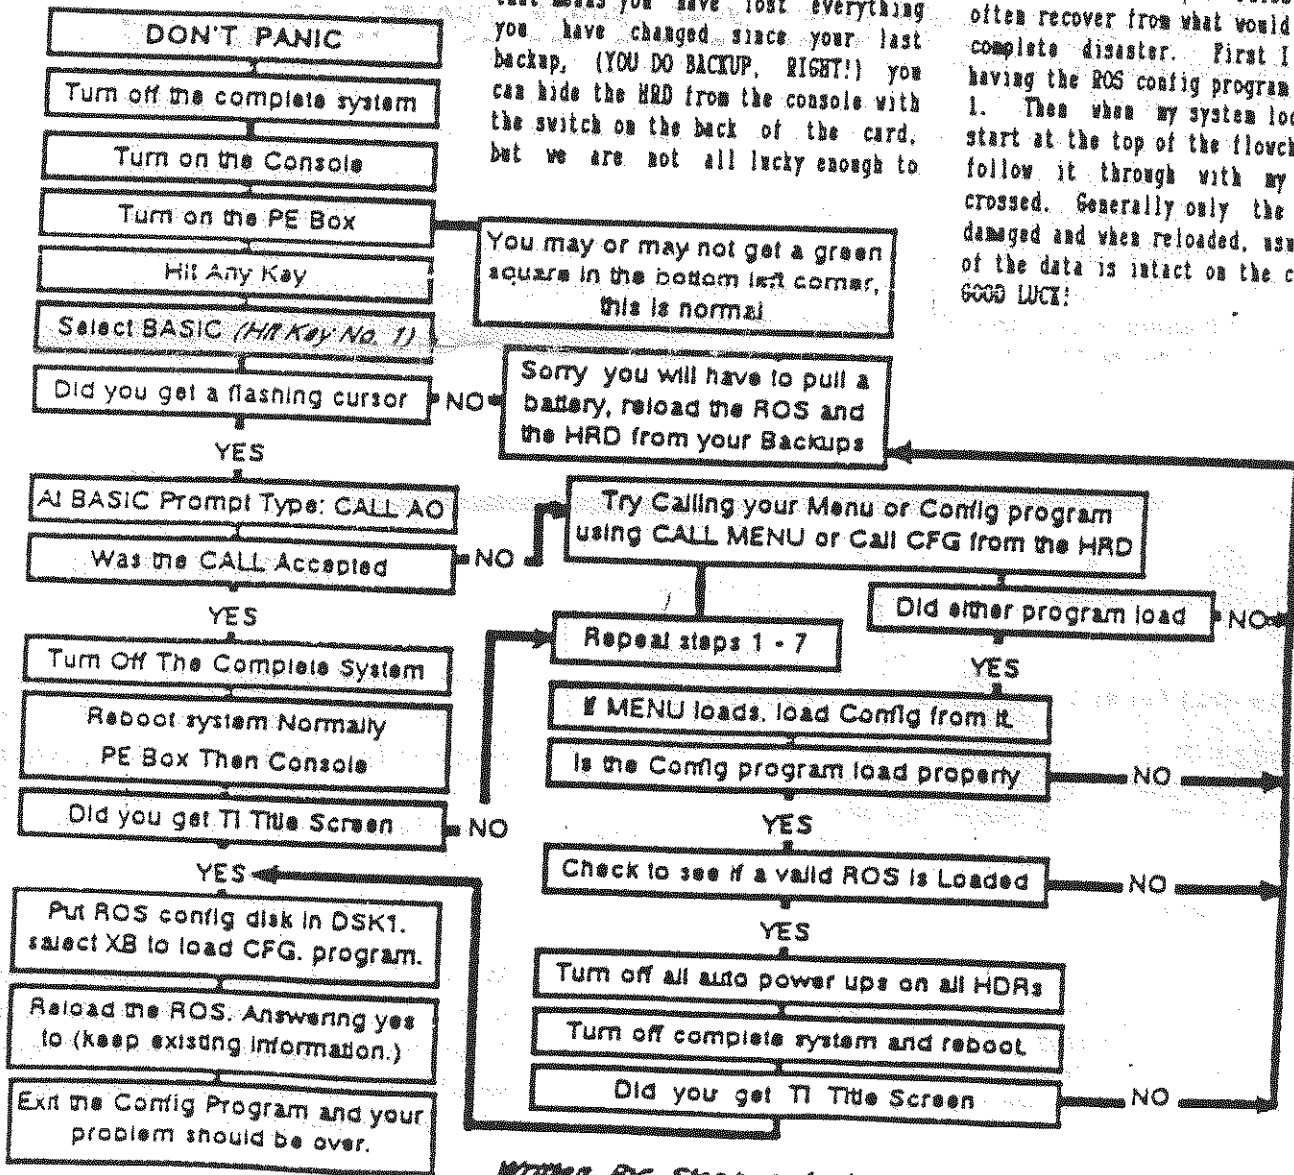 DON'T PANIC
Turn off the complete system
Turn on the Console
Turn on the PE Box
Hit Any Key
Select BASIC (Hit Key No. 1)
Did you get a flashing cursor
NO
YES
At BASIC Prompt Type: CALL AO
Was the CALL Accepted
NO
YES
Turn Off The Complete System
Reboot system Normally
PE Box Then Console
Did you get TI Title Screen
NO
YES
Put ROS config disk in DSK1.
select XB to load CFG. program.
Reload the ROS. Answering yes
to (keep existing information.)
Exit the Config Program and your
problem should be over.
you have lost everything
you have changed since your last
backup, (YOU DO BACKUP, RIGHT!) you
can hide the HRD from the console with
the switch on the back of the card,
but we are not all lucky enough to
often recover from what would
complete disaster. First I
having the ROS config program
1. Then when my system
start at the top of the
follow it through with my
crossed. Generally only the
damaged and when reloaded,
of the data is intact on the
GOOD LUCK!
You may or may not get a green
square in the bottom left corner,
this is normal
Sorry you will have to pull a
battery, reload the ROS and
the HRD from your Backups
Try Calling your Menu or Config program
using CALL MENU or Call CFG from the HRD
Repeat steps 1 - 7
Did either program load
NO
YES
If MENU loads, load Config from it.
Is the Config program load property
NO
YES
Check to see if a valid ROS is Loaded
NO
YES
Turn off all auto power ups on all HDRs
Turn off complete system and reboot.
Did you get TI Title Screen
NO